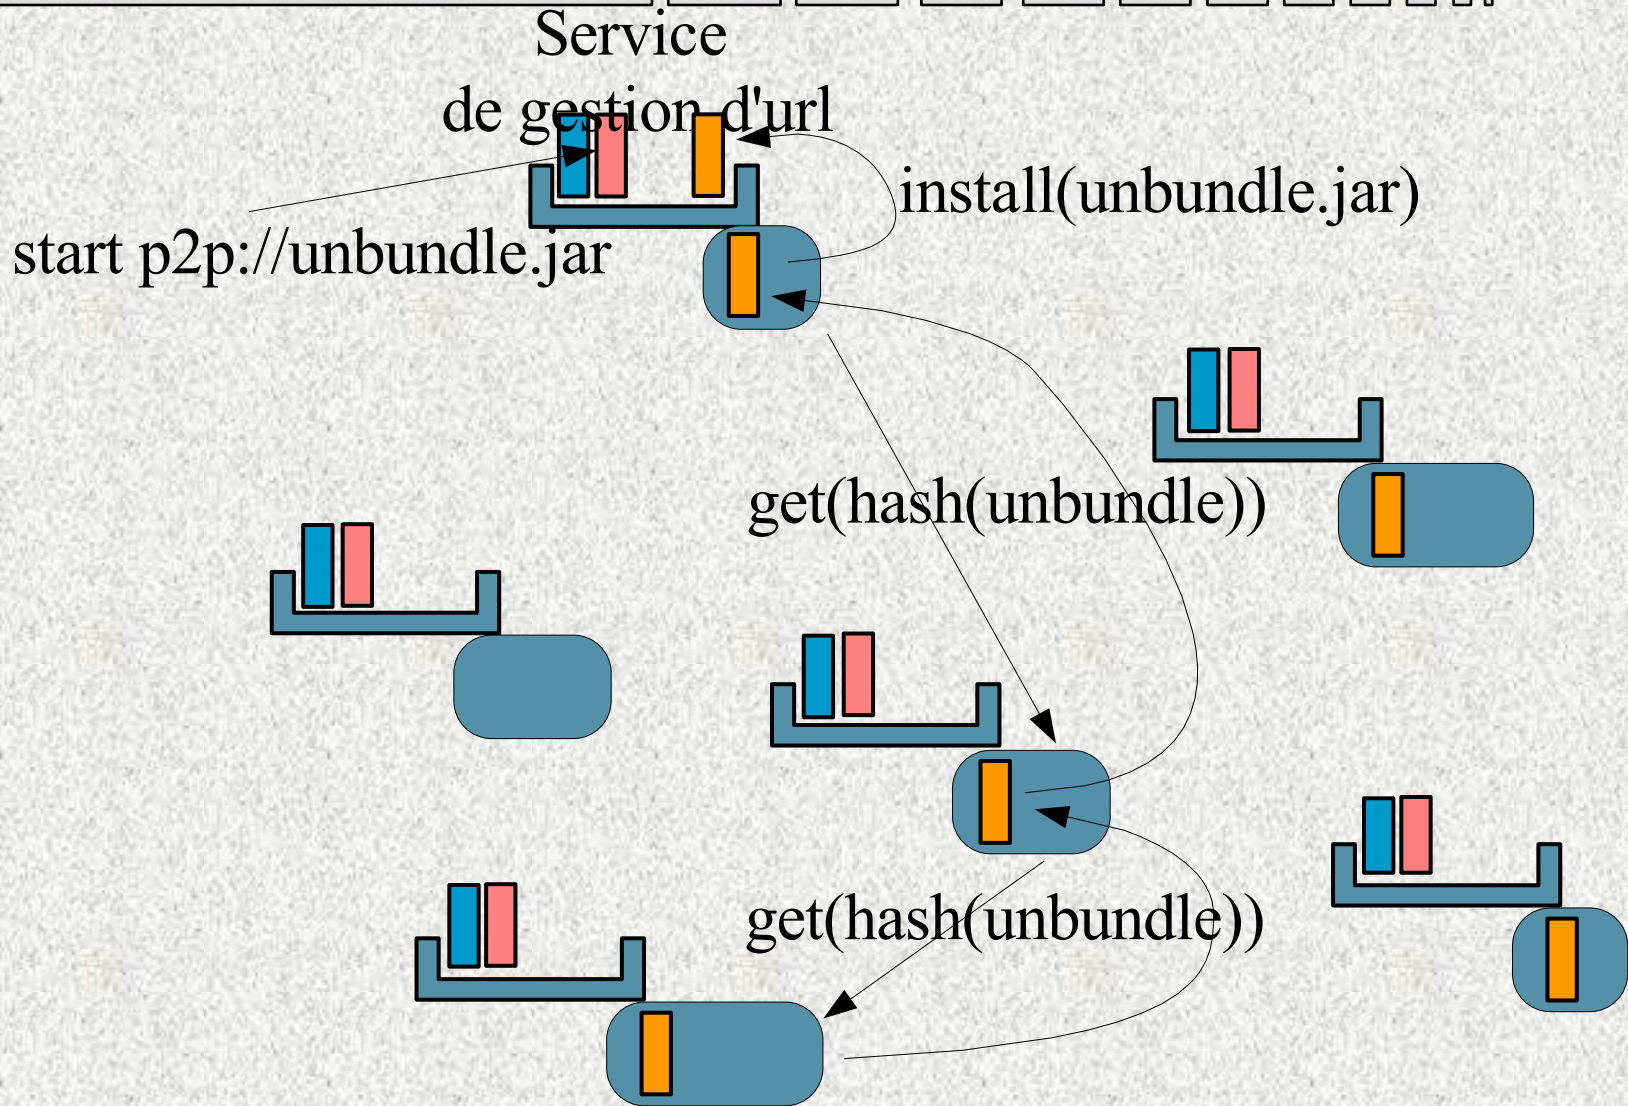 Service
de gestion d'url
install(unbundle.jar)
start p2p://unbundle.jar
get(hash(unbundle))
get(hash(unbundle))